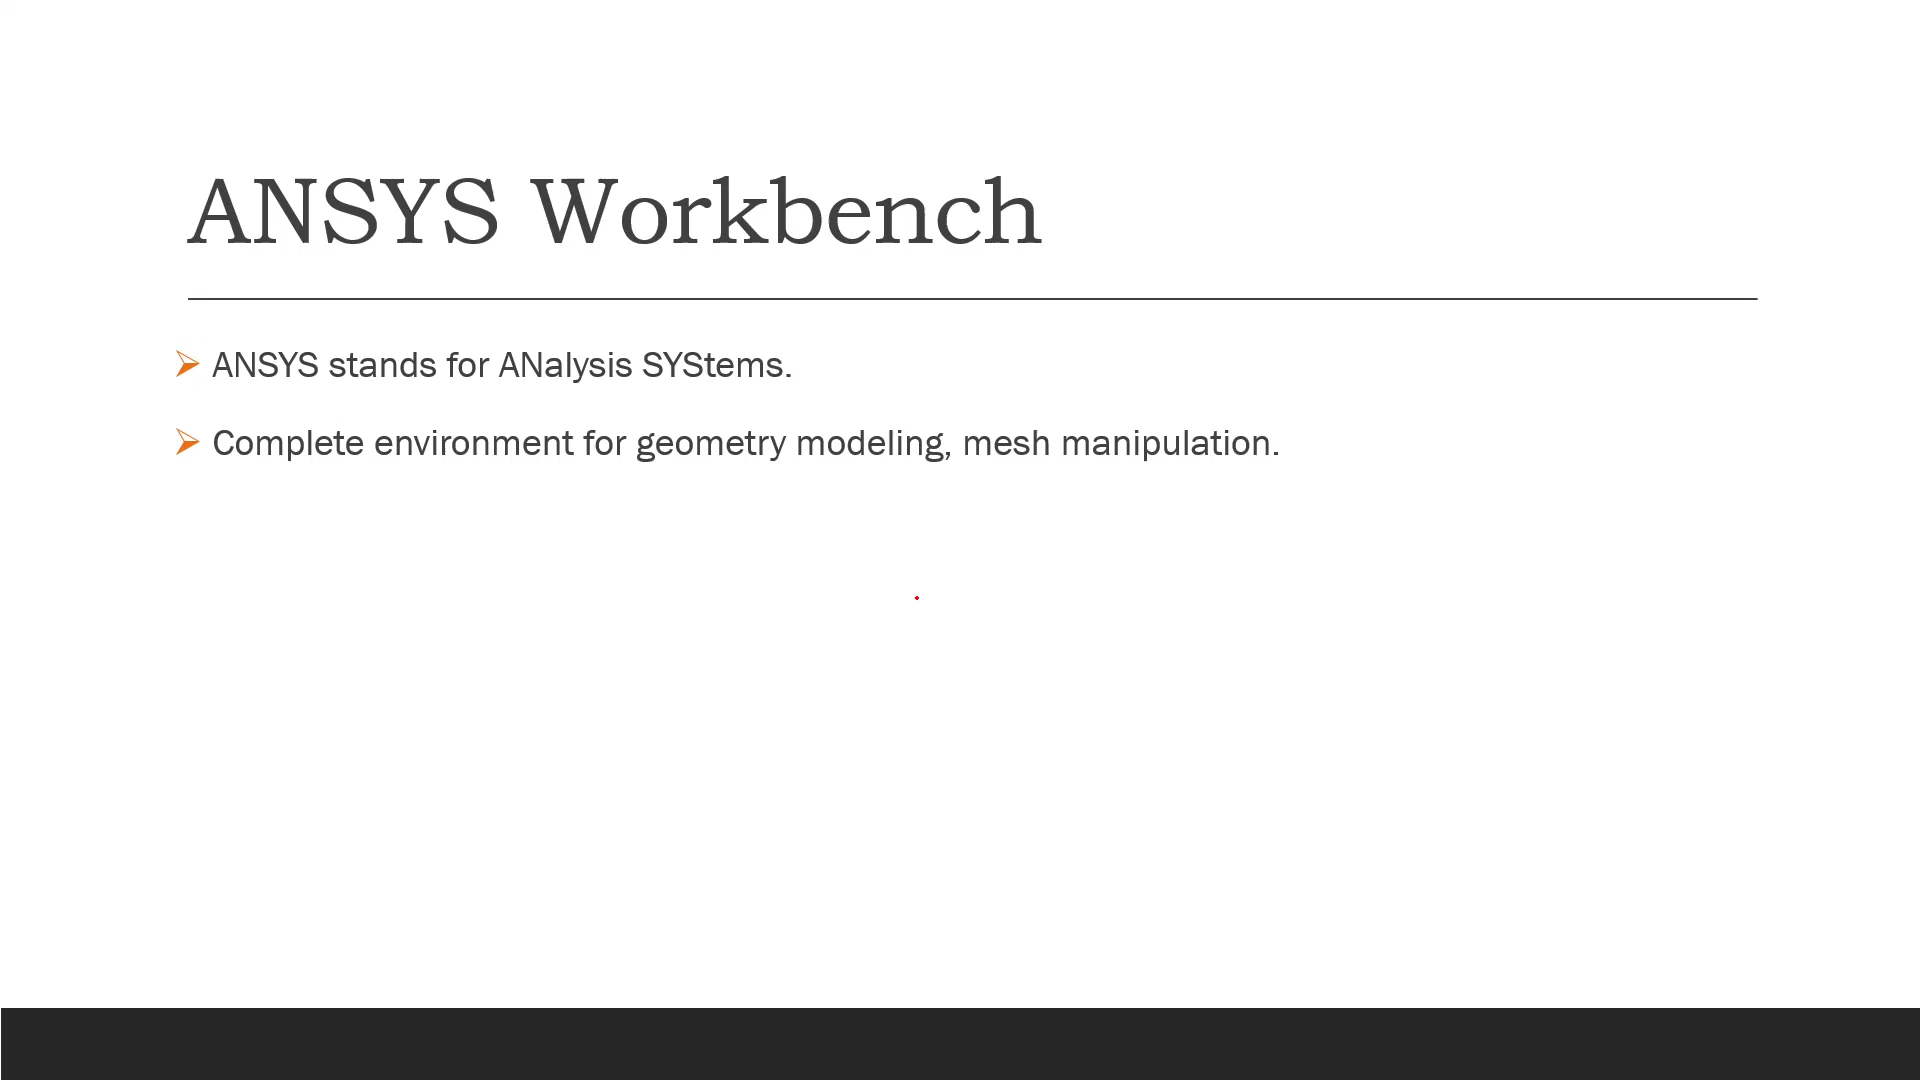 ANSYS Workbench
ANSYS stands for ANalysis SYStems.
Complete environment for geometry modeling, mesh manipulation.